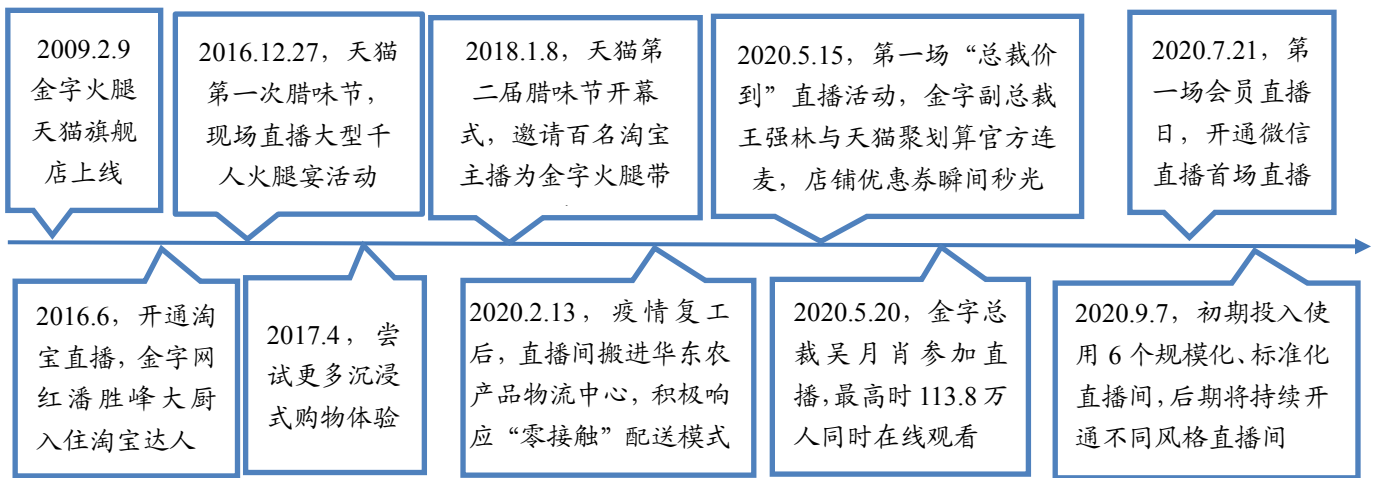 2009.2.9
金字火腿
天猫旗舰
店上线
2016.12.27，天猫
第一次腊味节，
现场直播大型千
人火腿宴活动
2018.1.8，天猫第
二届腊味节开幕
式，邀请百名淘宝
主播为金字火腿带
2020.5.15，第一场“总裁价
到”直播活动，金字副总裁
王强林与天猫聚划算官方连
麦，店铺优惠券瞬间秒光
2020.7.21，第
一场会员直播
日，开通微信
直播首场直播
2016.6，开通淘
宝直播，金字网
红潘胜峰大厨
入住淘宝达人
2017.4，尝
试更多沉浸
式购物体验
2020.2.13，疫情复工
后，直播间搬进华东农
产品物流中心，积极响
应“零接触”配送模式
2020.5.20，金字总
裁吴月肖参加直
播，最高时 113.8 万
人同时在线观看
2020.9.7，初期投入使
用 6 个规模化、标准化
直播间，后期将持续开
通不同风格直播间